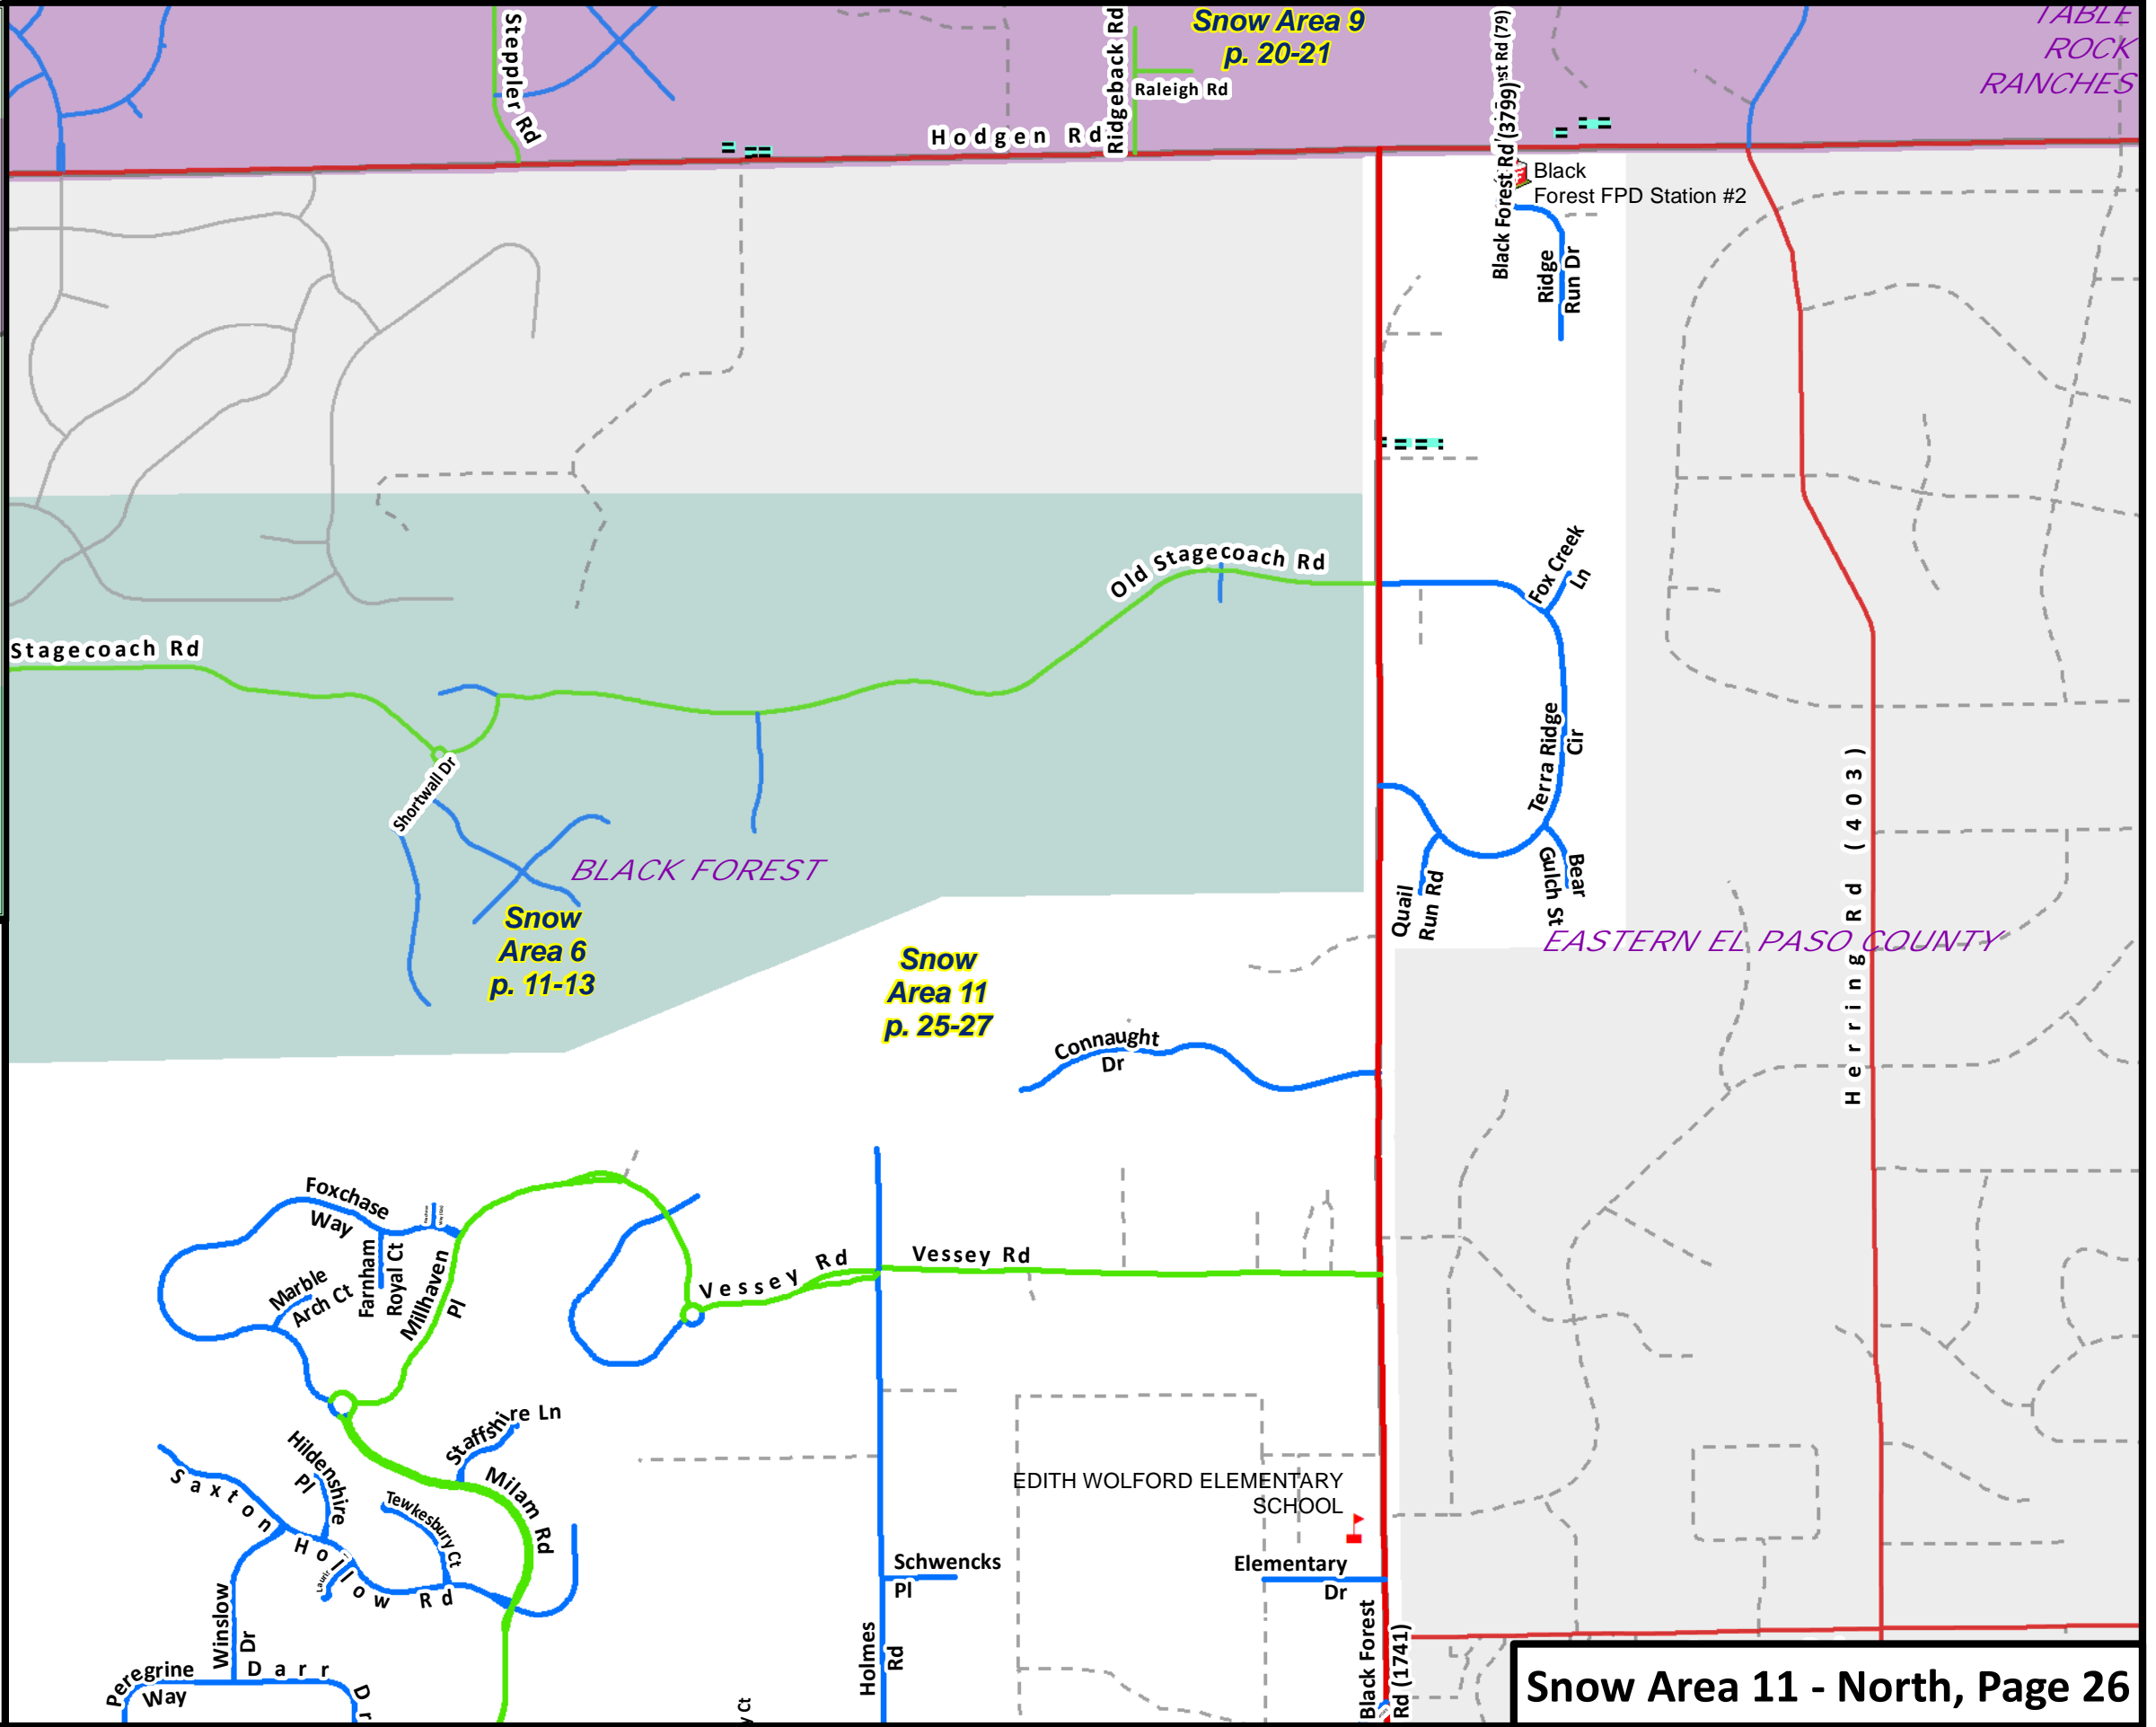 Steppler Rd
Ridgeback Rd
Snow Area 9
p. 20-21
Raleigh Rd
Hodgen Rd
TABLE
ROCK
RANCHES
est Rd (79)
Black Forest Rd (3799)
Black
Forest FPD Station #2
Ridge
Run Dr
Old Stagecoach Rd
Fox Creek
Ln
Stagecoach Rd
Shortwall Dr
Terra Ridge
Cir
Herring Rd (403)
BLACK FOREST
Snow
Area 6
p. 11-13
Quail
Run Rd
Bear
Gulch St
EASTERN EL PASO COUNTY
Snow
Area 11
p. 25-27
Connaught
Dr
Foxchase
Way
Farnham
Royal Ct
Marble
Arch Ct
Millhaven
Pl
Vessey Rd
Vessey Rd
Staffshire Ln
Milam Rd
Hildenshire
Pl
Saxton
Hollow Rd
Tewkesbury Ct
EDITH WOLFORD ELEMENTARY
SCHOOL
Schwencks
Pl
Elementary
Dr
Winslow
Dr
Holmes
Rd
Black Forest
Rd (1741)
Peregrine
Way
Darr Dr
y Ct
Snow Area 11 - North, Page 26